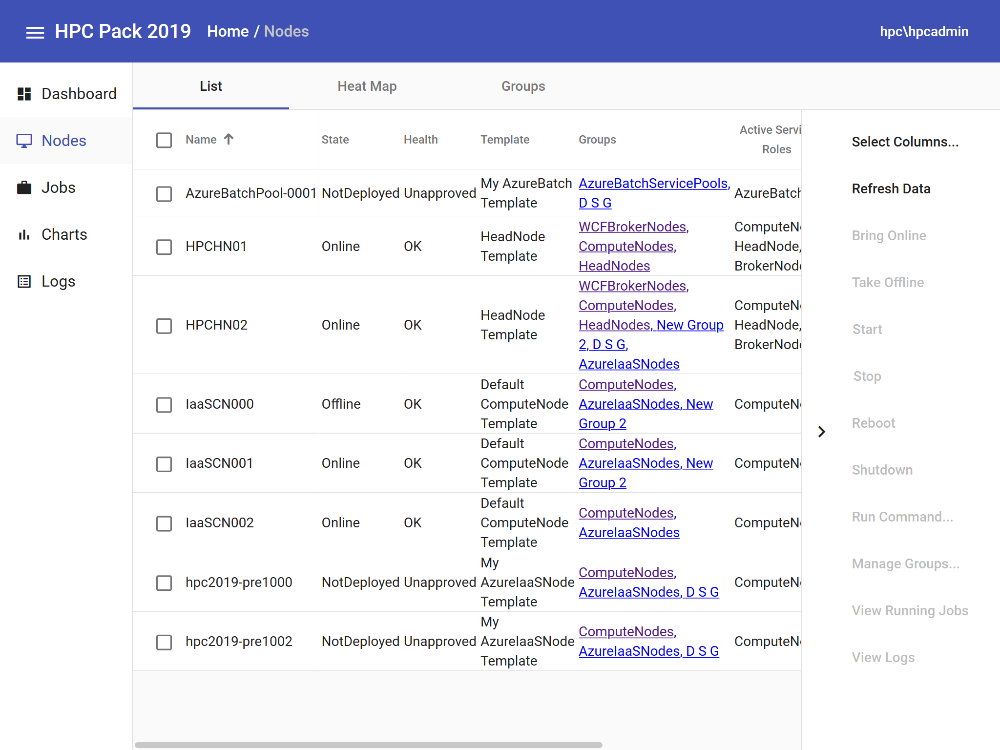 HPC Pack 2019 Home / Nodes hpc\hpcadmin
Dashboard
Nodes
Jobs
Charts
Logs
List Heat Map Groups
Name State Health Template Groups Active Servi
Roles
AzureBatchPool-0001 NotDeployed Unapproved My AzureBatch Template AzureBatchServicePools, D S G AzureBatch
HPCHN01 Online OK HeadNode Template WCFBrokerNodes, ComputeNodes, HeadNodes ComputeN HeadNode, BrokerNod
HPCHN02 Online OK HeadNode Template WCFBrokerNodes, ComputeNodes, HeadNodes, New Group 2, D S G, AzureIaaSNodes ComputeN HeadNode, BrokerNod
IaaSCN000 Offline OK Default ComputeNode Template ComputeNodes, AzureIaaSNodes, New Group 2 ComputeN
IaaSCN001 Online OK Default ComputeNode Template ComputeNodes, AzureIaaSNodes, New Group 2 ComputeN
IaaSCN002 Online OK Default ComputeNode Template ComputeNodes, AzureIaaSNodes ComputeN
hpc2019-pre1000 NotDeployed Unapproved My AzureIaaSNode Template ComputeNodes, AzureIaaSNodes, D S G ComputeN
hpc2019-pre1002 NotDeployed Unapproved My AzureIaaSNode Template ComputeNodes, AzureIaaSNodes, D S G ComputeN
Select Columns...
Refresh Data
Bring Online
Take Offline
Start
Stop
Reboot
Shutdown
Run Command...
Manage Groups...
View Running Jobs
View Logs